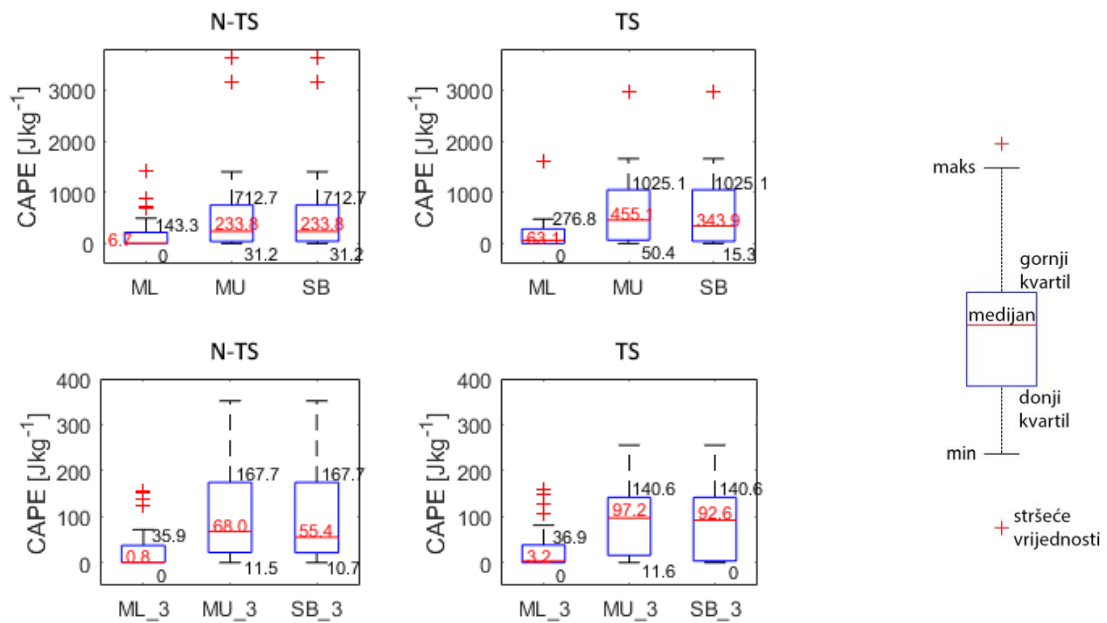 N-TS
CAPE [Jkg-1]
3000
2000
1000
0
6.7
143.3
0
712.7
233.8
31.2
712.7
233.8
31.2
ML MU SB
TS
CAPE [Jkg-1]
3000
2000
1000
0
276.8
63.1
0
1025.1
455.1
50.4
1025.1
343.9
15.3
ML MU SB
N-TS
CAPE [Jkg-1]
400
300
200
100
0
35.9
0.8
0
167.7
68.0
11.5
167.7
55.4
10.7
ML_3 MU_3 SB_3
TS
CAPE [Jkg-1]
400
300
200
100
0
36.9
3.2
0
140.6
97.2
11.6
140.6
92.6
0
ML_3 MU_3 SB_3
maks
gornji
kvartil
medijan
donji
kvartil
min
stršeće
vrijednosti